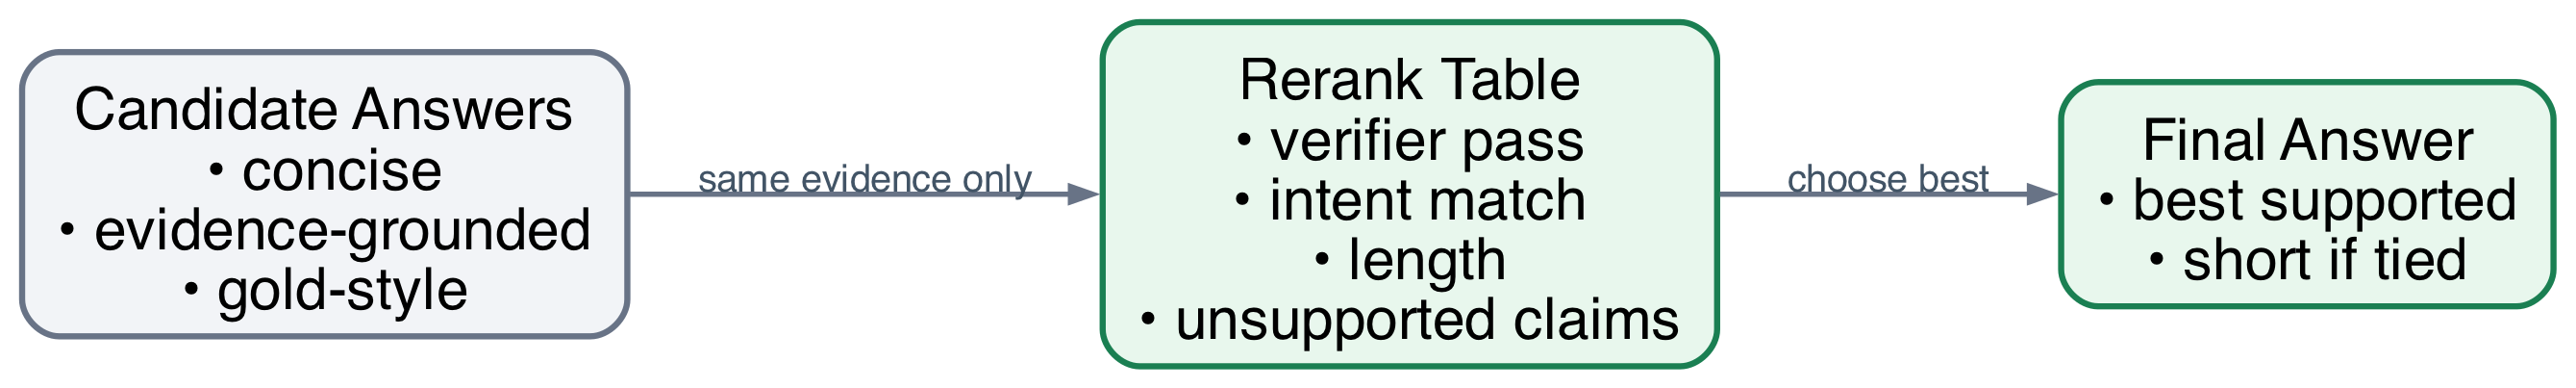 Candidate Answers
• concise
• evidence-grounded
• gold-style
same evidence only
Rerank Table
• verifier pass
• intent match
• length
• unsupported claims
choose best
Final Answer
• best supported
• short if tied